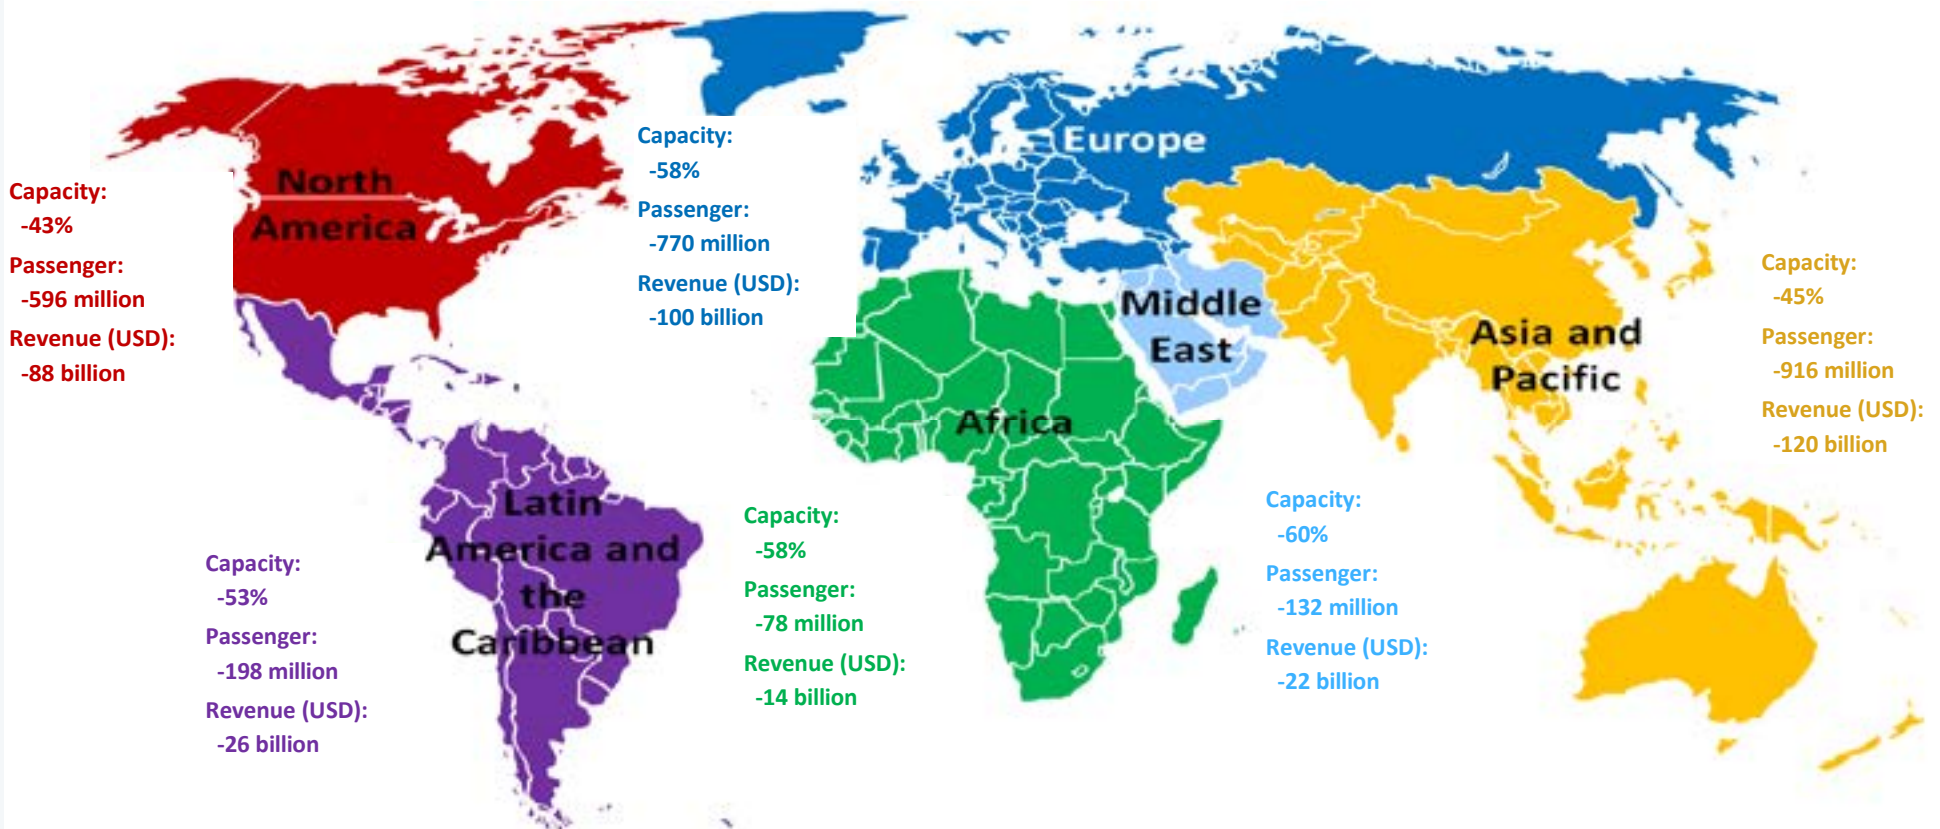 North
America
Capacity:
-43%
Passenger:
-596 million
Revenue (USD):
-88 billion
Capacity:
-58%
Passenger:
-770 million
Revenue (USD):
-100 billion
Europe
Middle
East
Asia and
Pacific
Capacity:
-45%
Passenger:
-916 million
Revenue (USD):
-120 billion
Africa
Latin
America and
the
Caribbean
Capacity:
-53%
Passenger:
-198 million
Revenue (USD):
-26 billion
Capacity:
-58%
Passenger:
-78 million
Revenue (USD):
-14 billion
Capacity:
-60%
Passenger:
-132 million
Revenue (USD):
-22 billion